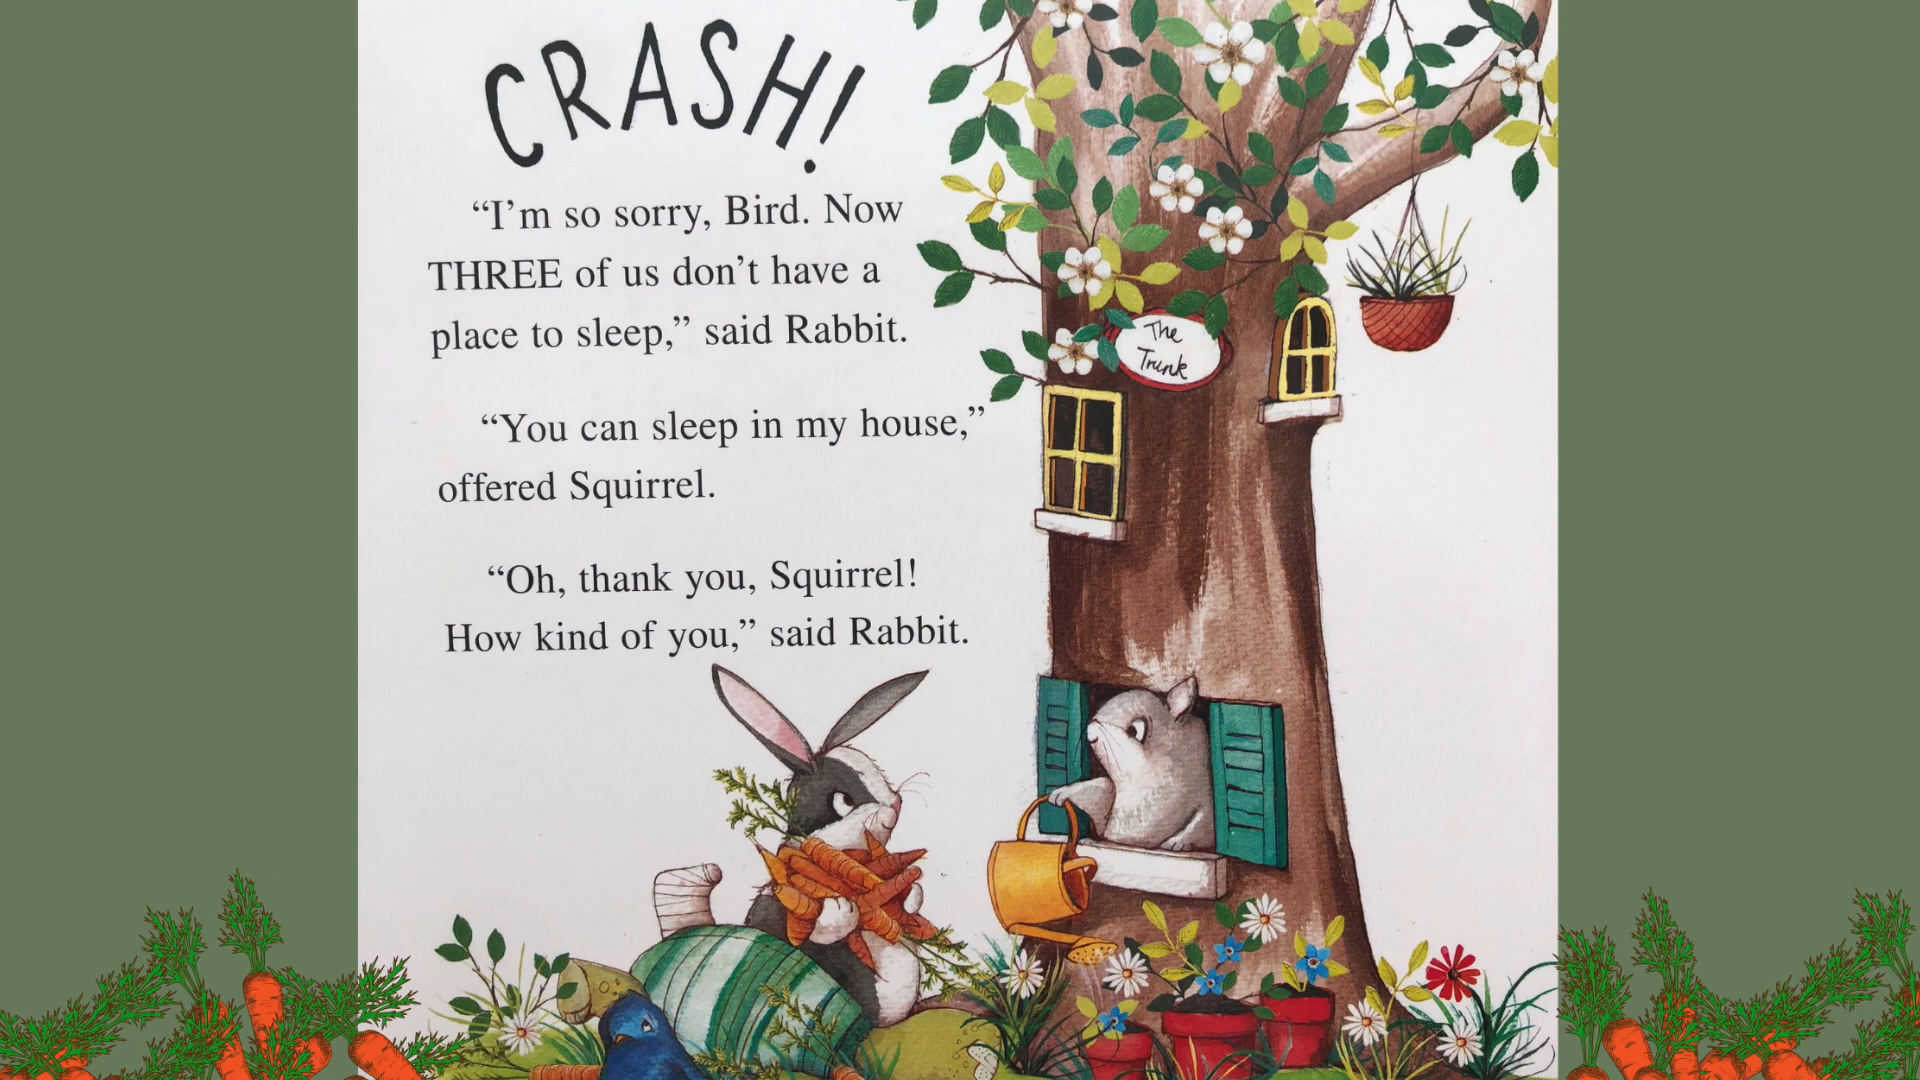 CRASH!
“I’m so sorry, Bird. Now
THREE of us don’t have a
place to sleep,” said Rabbit.
“You can sleep in my house,”
offered Squirrel.
“Oh, thank you, Squirrel!
How kind of you,” said Rabbit.
The
Trunk